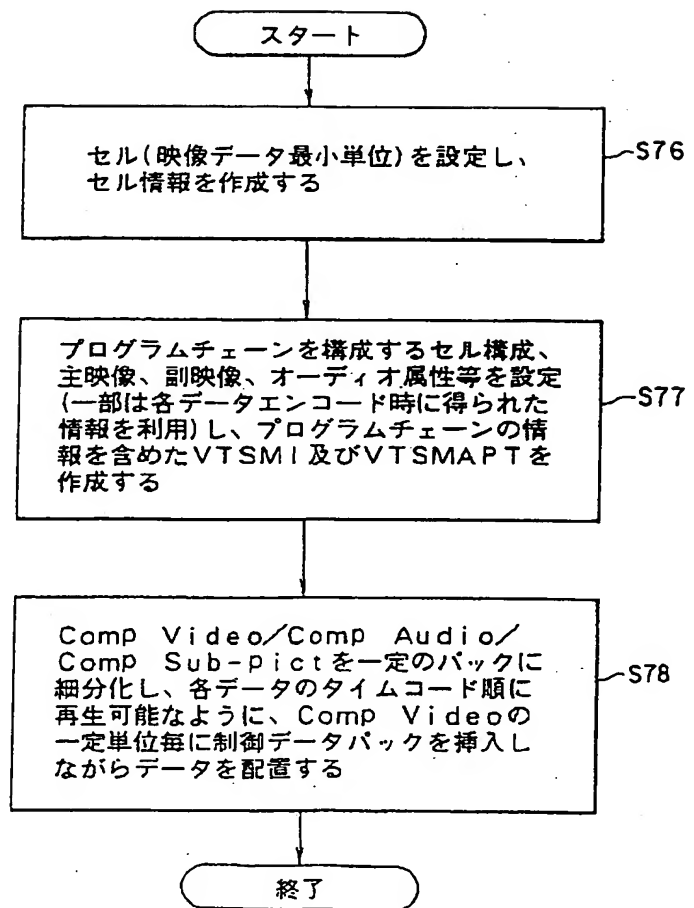 スタート
セル(映像データ最小単位)を設定し、
セル情報を作成する
S76
プログラムチェーンを構成するセル構成、
主映像、副映像、オーディオ属性等を設定
(一部は各データエンコード時に得られた
情報を利用)し、プログラムチェーンの情
報を含めたVTSMI及びVTSMAPTを
作成する
S77
Comp Video/Comp Audio/
Comp Sub-pictを一定のパックに
細分化し、各データのタイムコード順に
再生可能なように、Comp Videoの
一定単位毎に制御データパックを挿入し
ながらデータを配置する
S78
終了